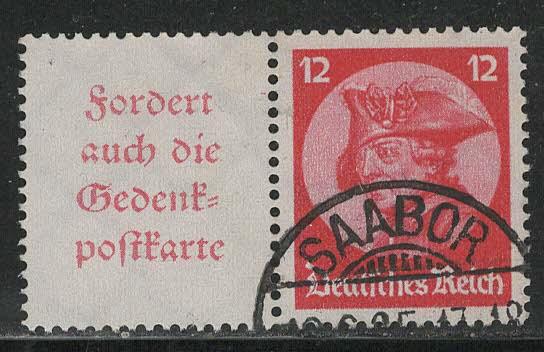 Fordert
auch die
Gedenk-
postkarte
12 12
SAABOR
Deutsches Reich